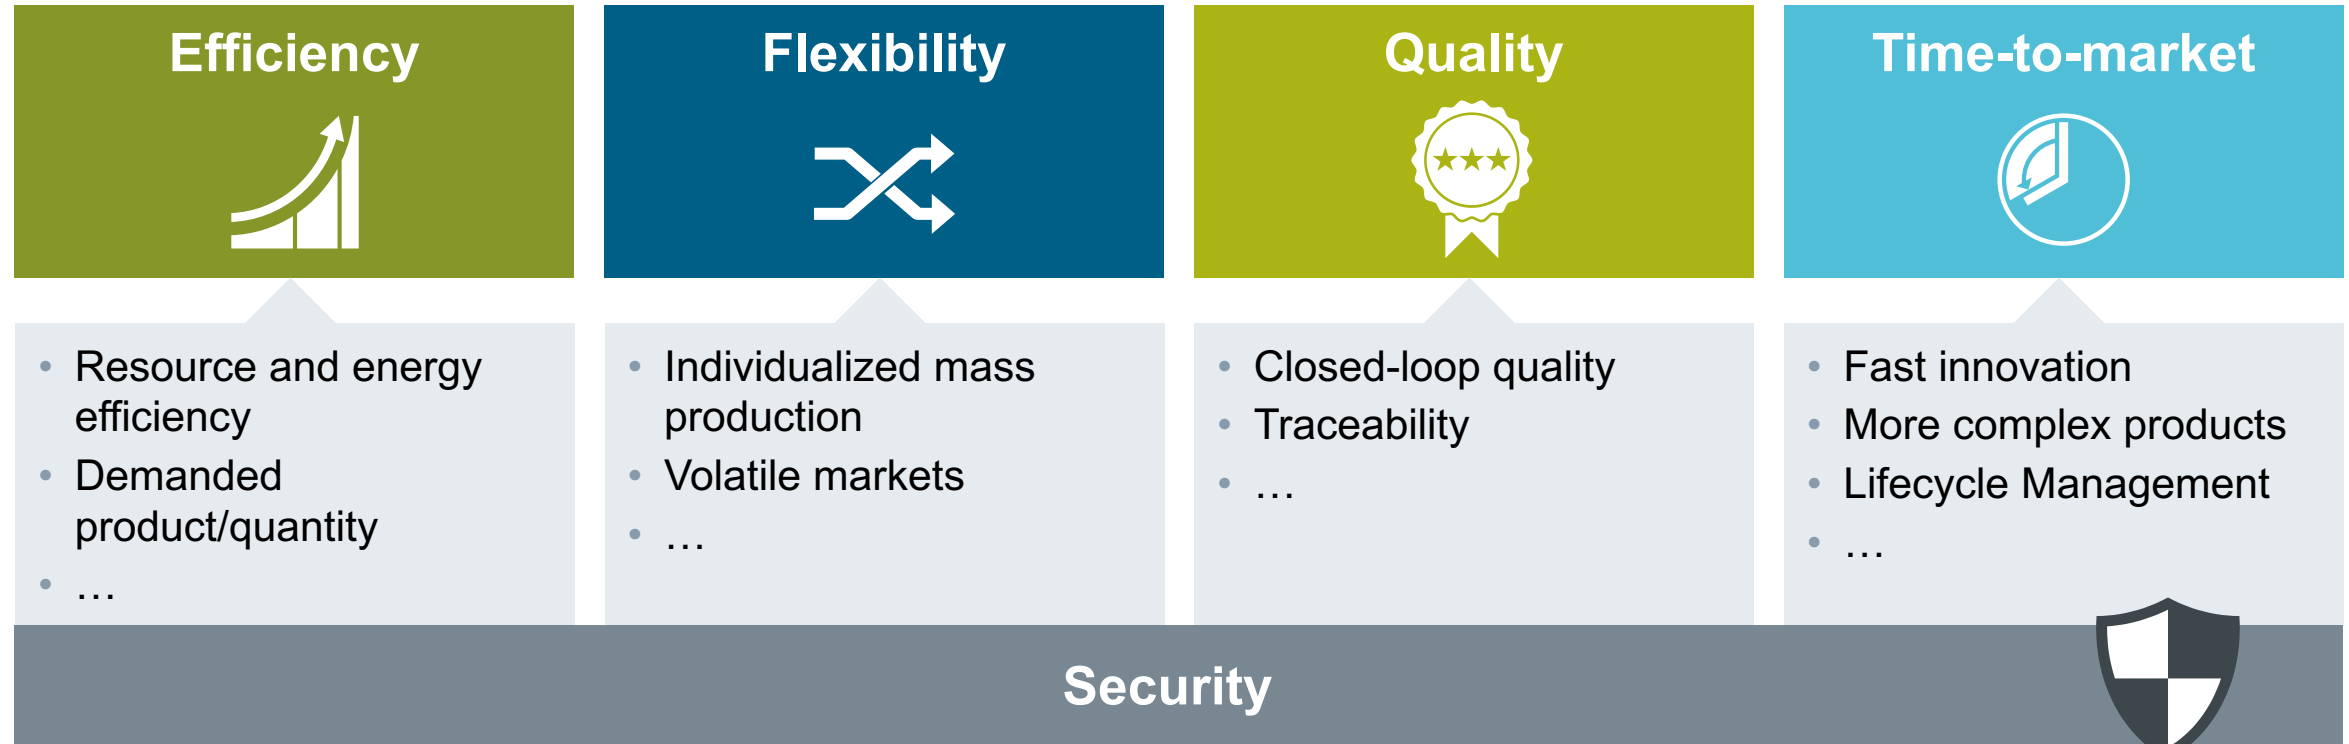 Efficiency
Flexibility
Quality
Time-to-market
• Resource and energy
efficiency
• Demanded
product/quantity
• …
• Individualized mass
production
• Volatile markets
• …
• Closed-loop quality
• Traceability
• …
• Fast innovation
• More complex products
• Lifecycle Management
• …
Security